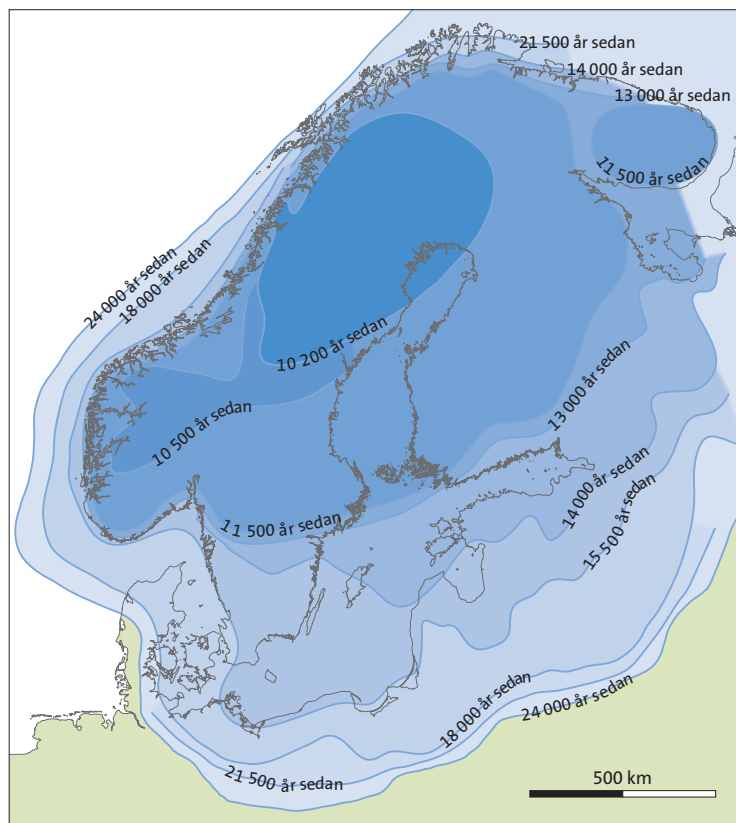 21 500 år sedan
14 000 år sedan
13 000 år sedan
11 500 år sedan
24 000 år sedan
18 000 år sedan
10 200 år sedan
13 000 år sedan
10 500 år sedan
14 000 år sedan
11 500 år sedan
15 500 år sedan
18 000 år sedan
24 000 år sedan
21 500 år sedan
500 km